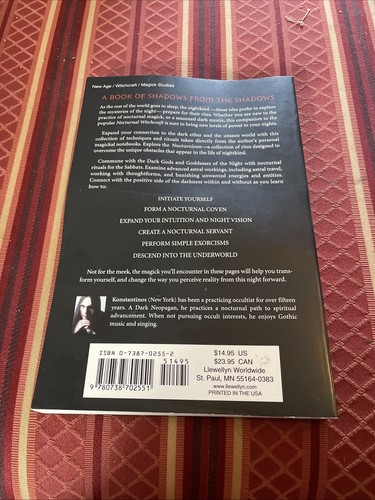 New Age / Witchcraft / Magick Studies
A BOOK OF SHADOWS FROM THE SHADOWS
As the rest of the world goes to sleep, the nightkind—those who prefer to explore
the mysteries of the night—prepare for their rites. Whether you are new to the
practice of nocturnal magick, or a seasoned dark mystic, this companion to the
popular Nocturnal Witchcraft is sure to bring new levels of power to your nights.
Expand your connection to the dark ether and the unseen world with this
collection of techniques and rituals taken directly from the author's personal
magickal notebooks. Explore the Nocturnicon—a collection of rites designed to
overcome the unique obstacles that appear in the life of nightkind.
Commune with the Dark Gods and Goddesses of the Night with nocturnal
rituals for the Sabbats. Examine advanced astral workings, including astral travel,
working with thoughtforms, and banishing unwanted energies and entities.
Connect with the positive side of the darkness within and without as you learn
how to:
INITIATE YOURSELF
FORM A NOCTURNAL COVEN
EXPAND YOUR INTUITION AND NIGHT VISION
CREATE A NOCTURNAL SERVANT
PERFORM SIMPLE EXORCISMS
DESCEND INTO THE UNDERWORLD
Not for the meek, the magick you'll encounter in these pages will help you trans-
form yourself, and change the way you perceive reality from this night forward.
Konstantinos (New York) has been a practicing occultist for over fifteen
years. A Dark Neopagan, he practices a nocturnal path to spiritual
advancement. When not pursuing occult interests, he enjoys Gothic
music and singing.
ISBN 0-7387-0255-2
51495
9 780738 702551
$14.95 US
$23.95 CAN
Llewellyn Worldwide
St. Paul, MN 55164-0383
www.llewellyn.com
PRINTED IN THE USA